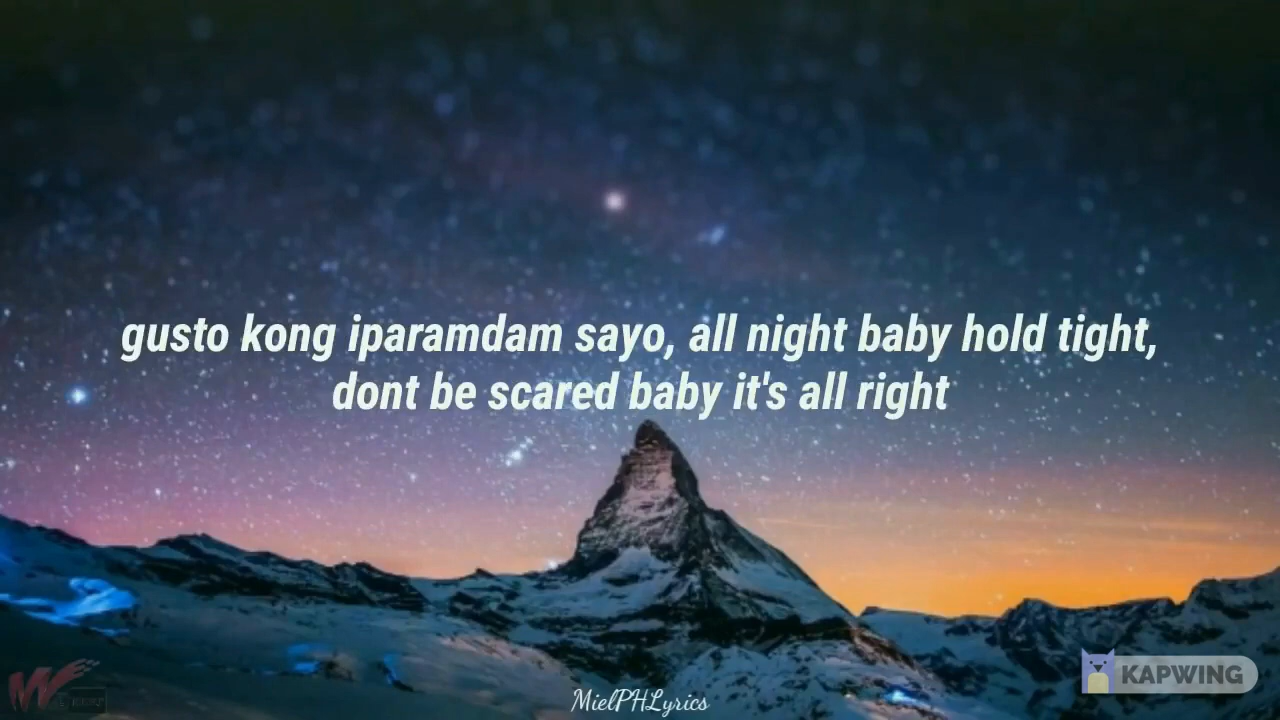 gusto kong iparamdam sayo, all night baby hold tight,
dont be scared baby it's all right
KAPWING
MielPHLyrics